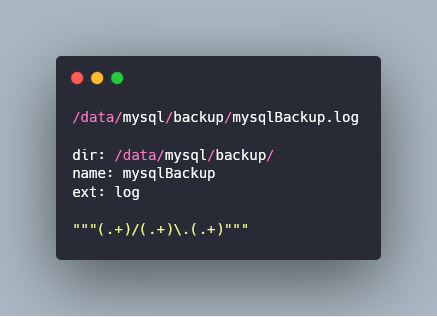 /data/mysql/backup/mysqlBackup.log
dir: /data/mysql/backup/
name: mysqlBackup
ext: log
"""(.+)/(.+)\.(.+)"""